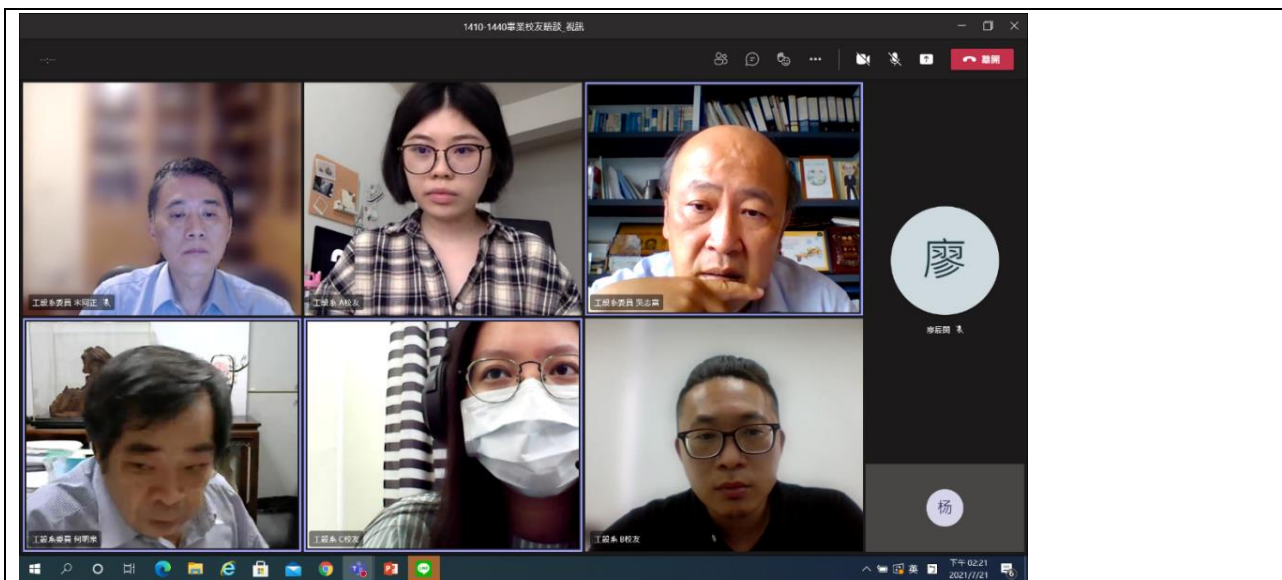 1410-1440畢業校友晤談_視訊
離開
工設系委員 宋同正
工設系 A校友
工設系委員 吳志富
廖
工設系委員 何明泉
工設系 C校友
工設系 B校友
杨
英
下午 02:21
2021/7/21
6